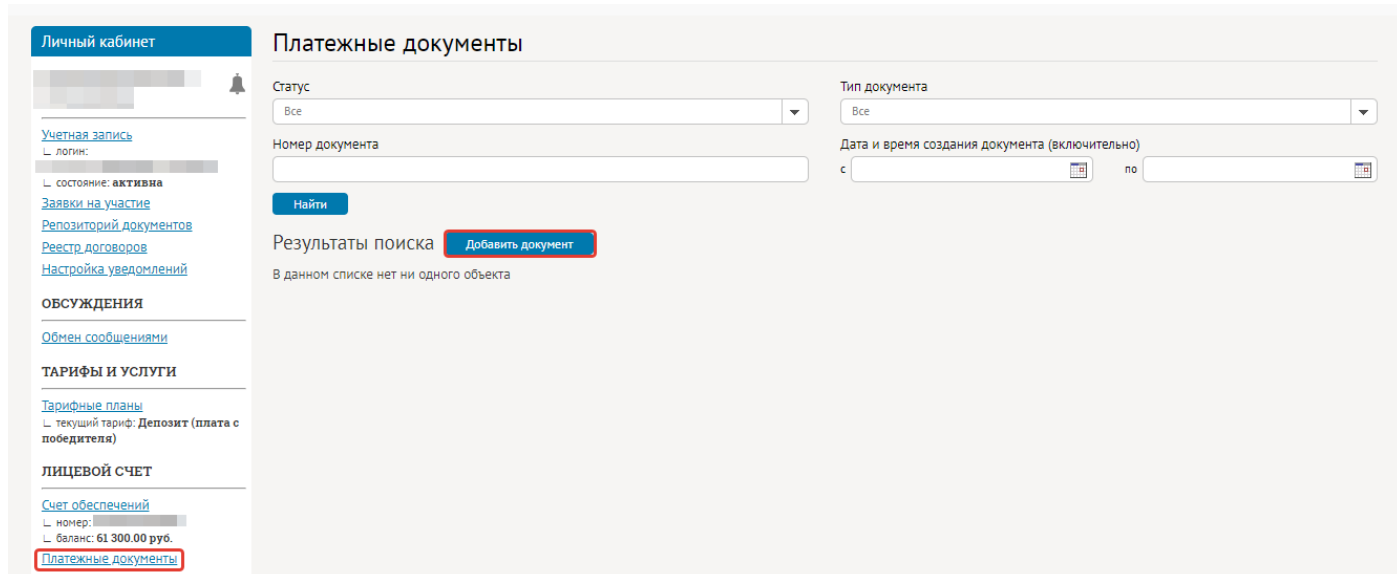 Личный кабинет
Учетная запись
∟ логин:
∟ состояние: активна
Заявки на участие
Репозиторий документов
Реестр договоров
Настройка уведомлений
ОБСУЖДЕНИЯ
Обмен сообщениями
ТАРИФЫ И УСЛУГИ
Тарифные планы
∟ текущий тариф: Депозит (плата с
победителя)
ЛИЦЕВОЙ СЧЕТ
Счет обеспечений
∟ номер:
∟ баланс: 61 300.00 руб.
Платежные документы
Платежные документы
Статус
Все
Тип документа
Все
Номер документа
Дата и время создания документа (включительно)
с
по
Найти
Результаты поиска
Добавить документ
В данном списке нет ни одного объекта